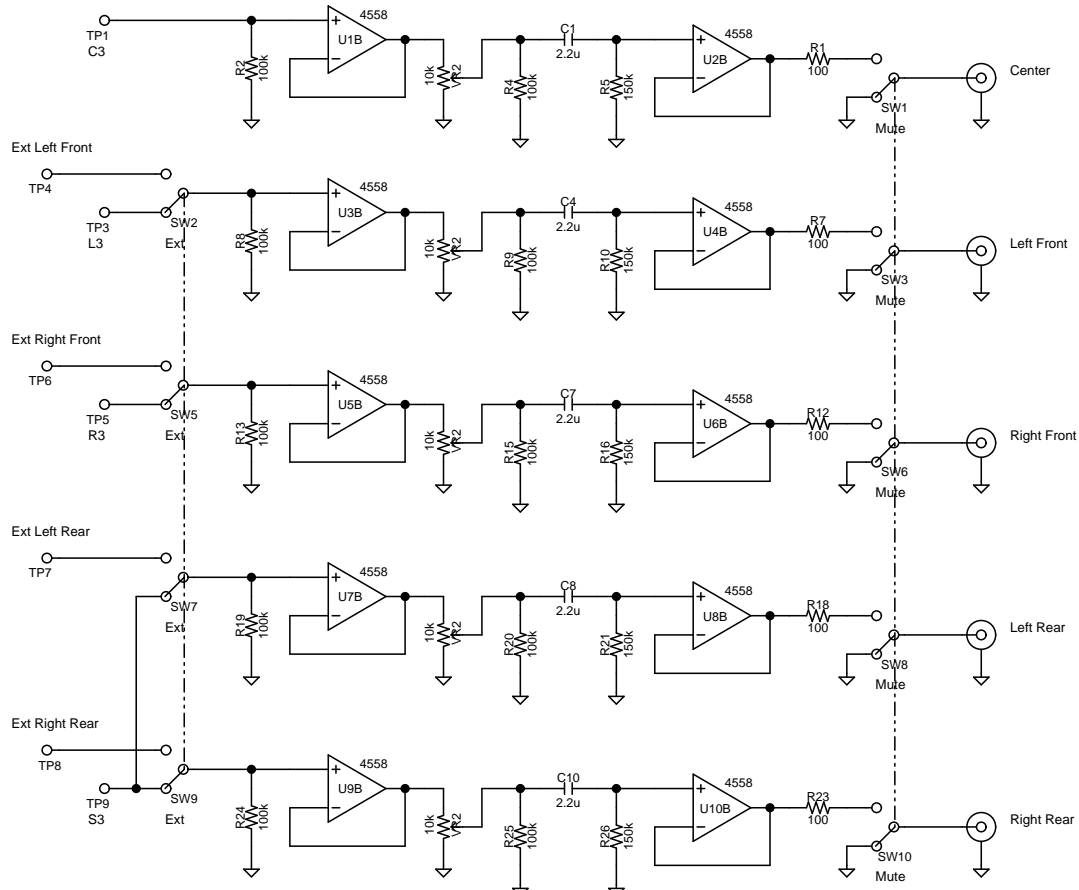 TP1
C3
R2
100k
4558
U1B
10k
VR2
R4
100k
C1
2.2u
R5
150k
4558
U2B
R1
100
SW1
Mute
Center
Ext Left Front
TP4
TP3
L3
SW2
Ext
R8
100k
4558
U3B
10k
VR2
R9
100k
C4
2.2u
R10
150k
4558
U4B
R7
100
SW3
Mute
Left Front
Ext Right Front
TP6
TP5
R3
SW5
Ext
R13
100k
4558
U5B
10k
VR2
R15
100k
C7
2.2u
R16
150k
4558
U6B
R12
100
SW6
Mute
Right Front
Ext Left Rear
TP7
SW7
Ext
R19
100k
4558
U7B
10k
VR2
R20
100k
C8
2.2u
R21
150k
4558
U8B
R18
100
SW8
Mute
Left Rear
Ext Right Rear
TP8
TP9
S3
SW9
Ext
R24
100k
4558
U9B
10k
VR2
R25
100k
C10
2.2u
R26
150k
4558
U10B
R23
100
SW10
Mute
Right Rear